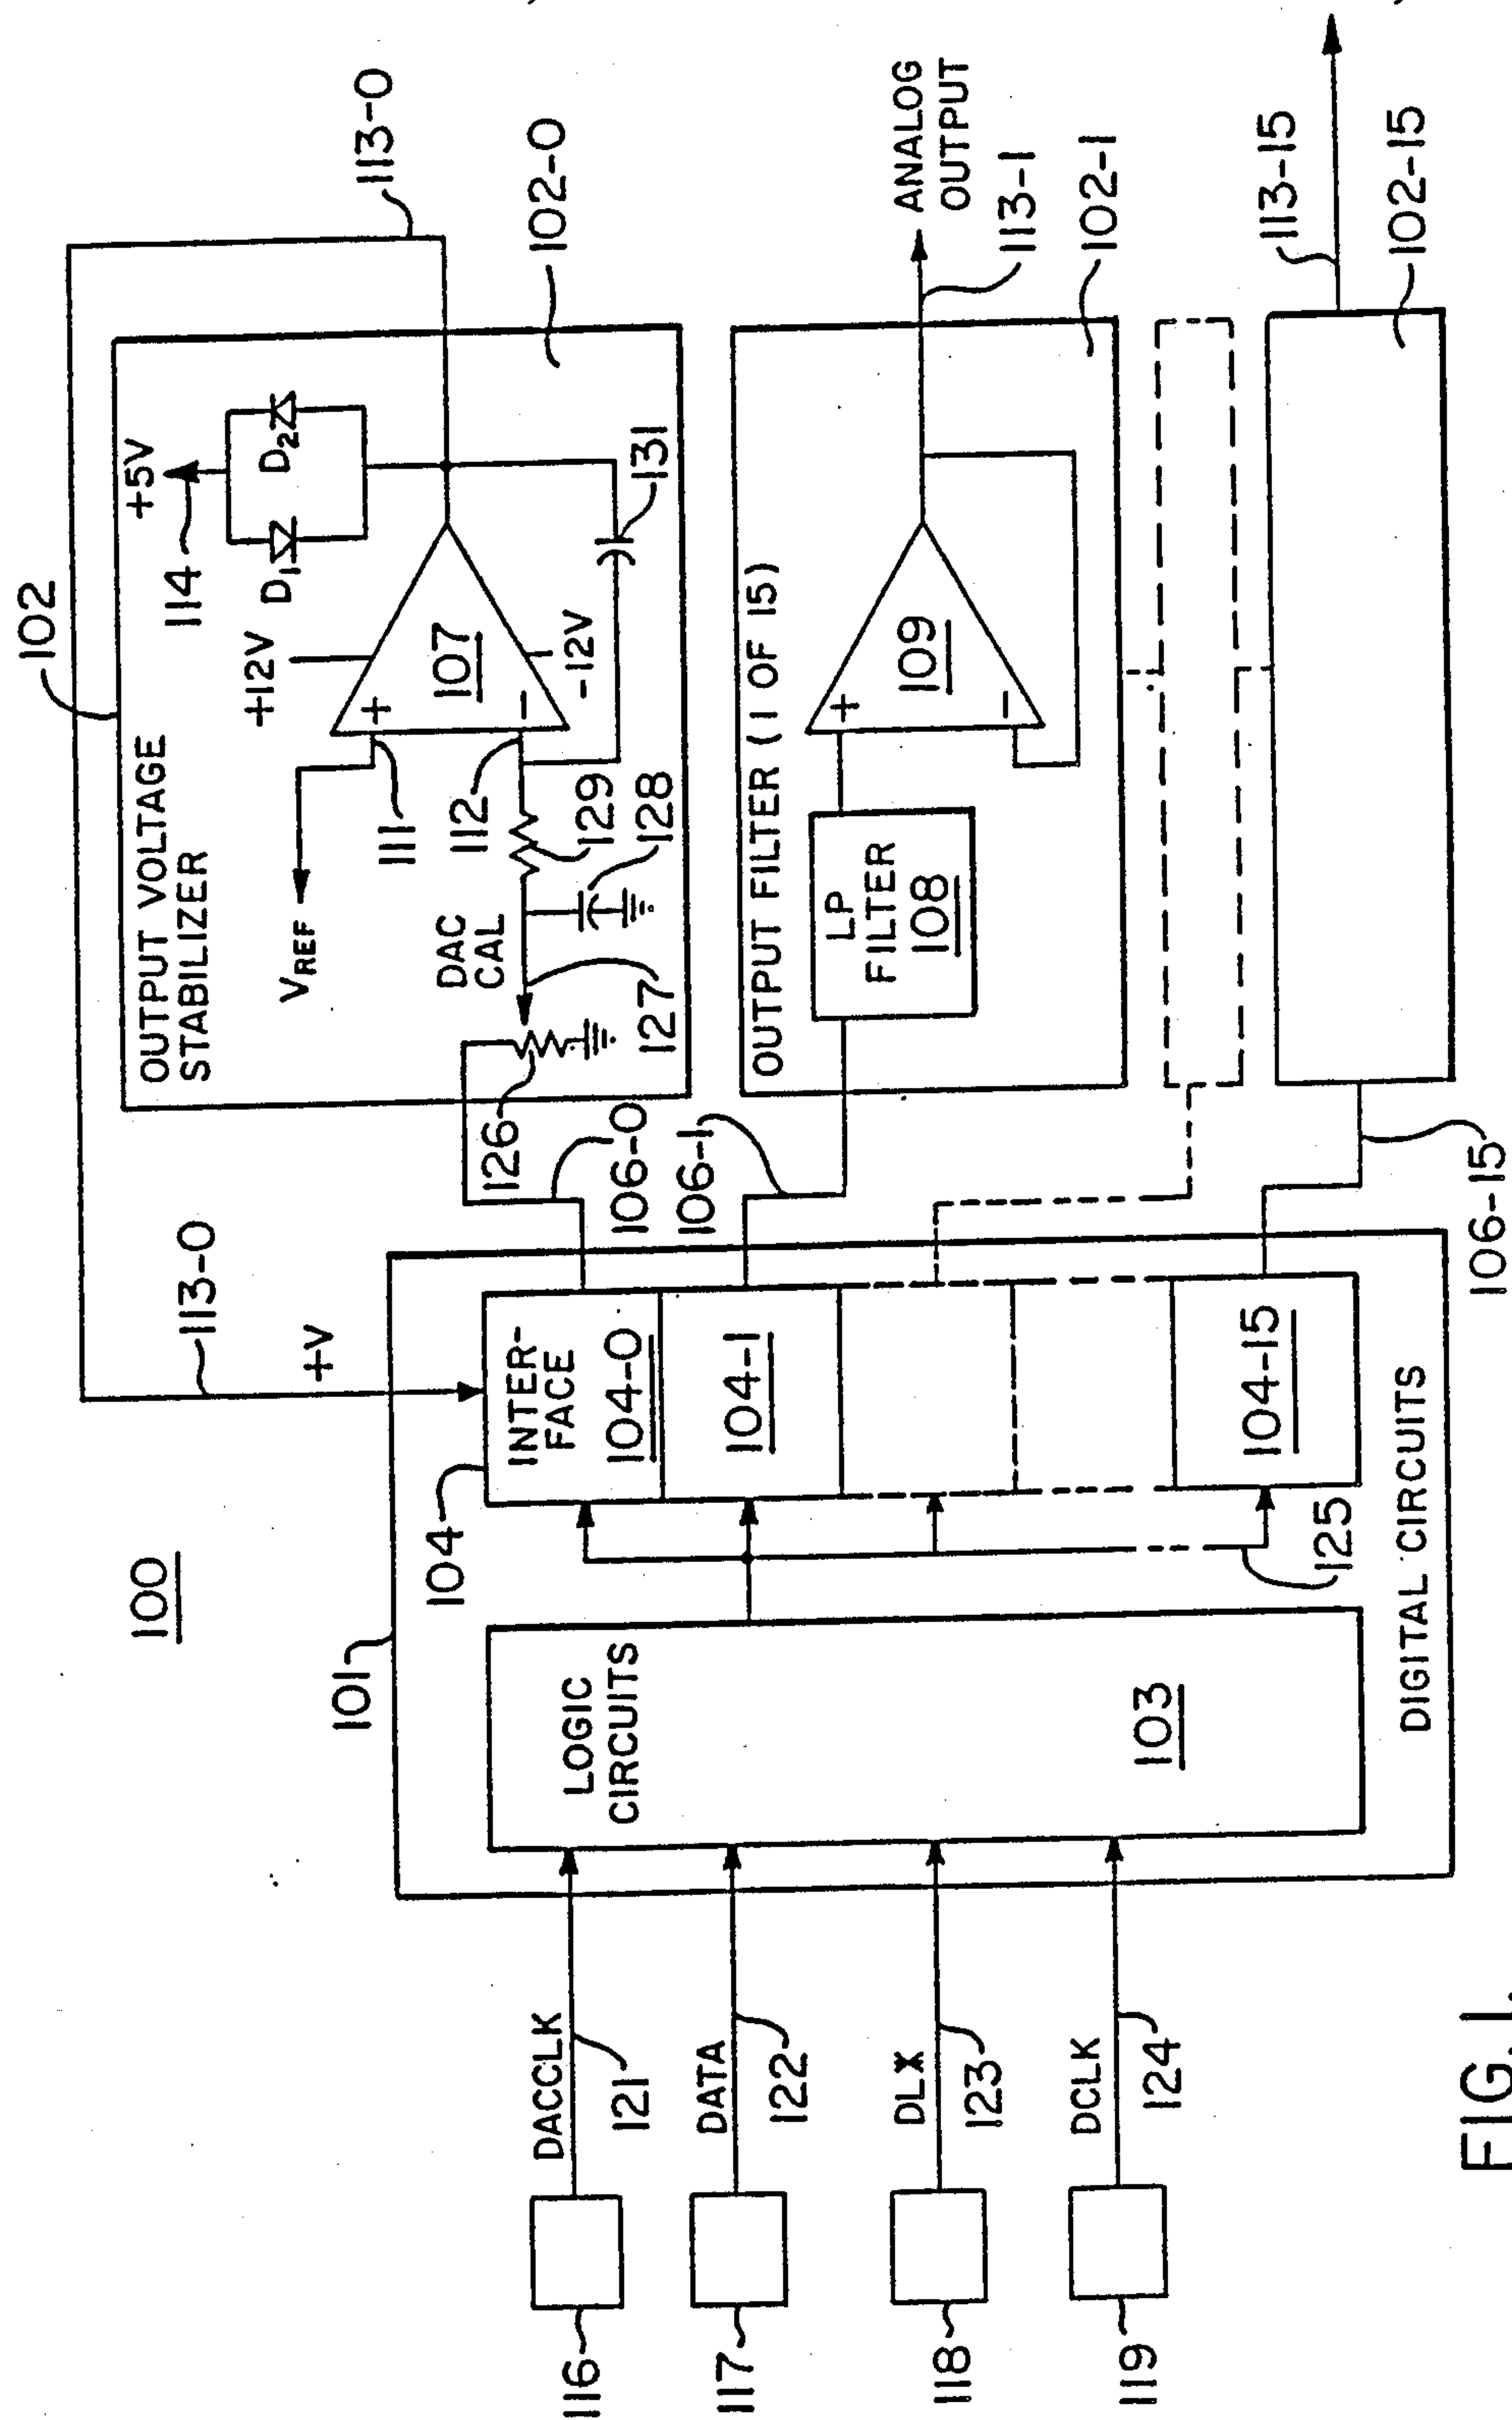 100
102
OUTPUT VOLTAGE
STABILIZER
+5V
114
D1
D2
113-0
+12V
VREF
111
+
107
-
112
-12V
DAC
CAL
129
128
131
127
126
102-0
113-0
+V
101
104
INTER-
FACE
104-0
104-1
104-15
106-0
106-1
106-15
LOGIC
CIRCUITS
103
125
DIGITAL CIRCUITS
OUTPUT FILTER (1 OF 15)
LP
FILTER
108
+
109
-
ANALOG
OUTPUT
113-1
102-1
113-15
102-15
116
DACCLK
121
117
DATA
122
118
DLX
123
119
DCLK
124
FIG. 1.